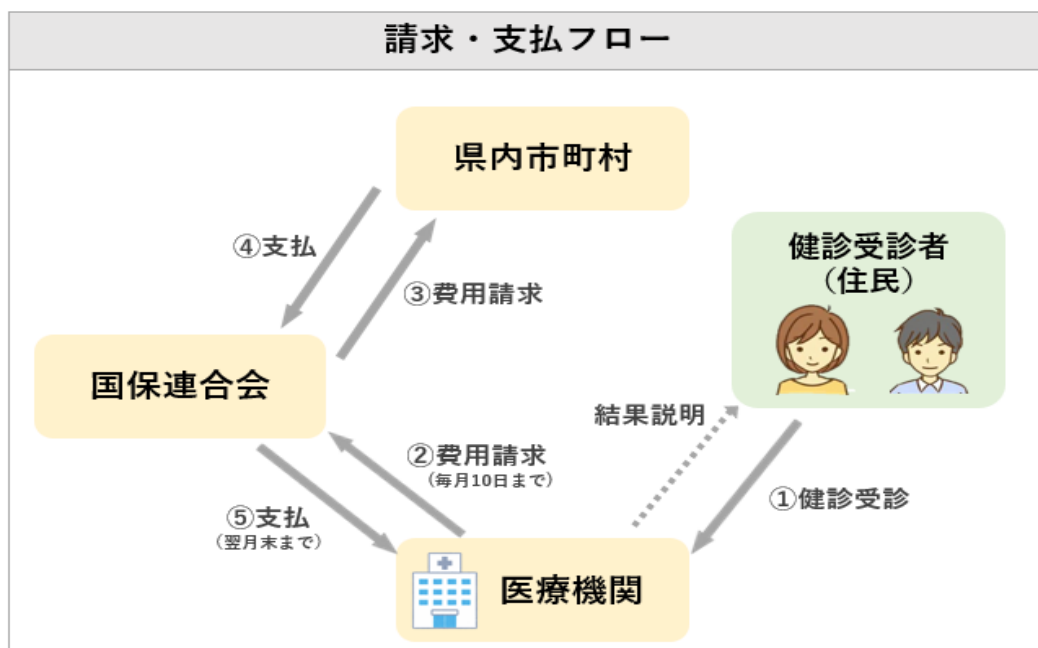 請求・支払フロー
県内市町村
④支払
③費用請求
健診受診者
（住民）
国保連合会
結果説明
②費用請求
（毎月10日まで）
①健診受診
⑤支払
（翌月末まで）
医療機関